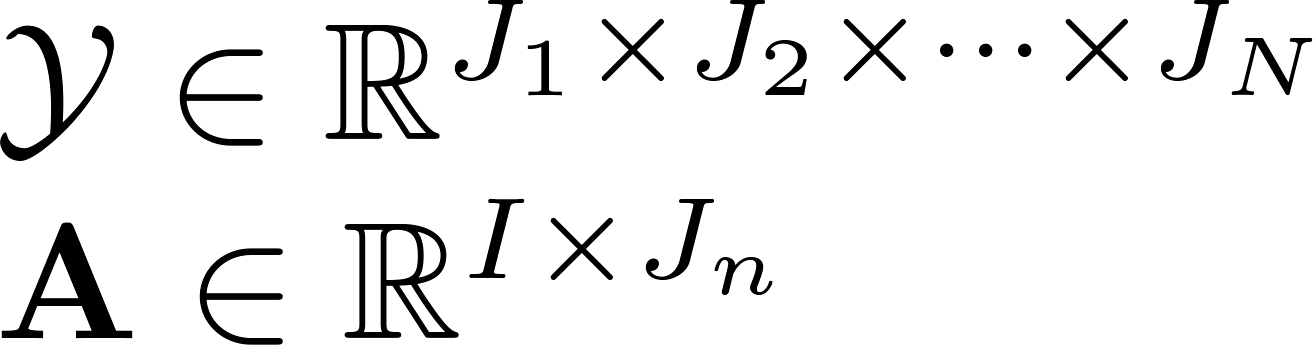 𝒴 ∈ ℝ^{J_1 × J_2 × ⋯ × J_N}
𝐀 ∈ ℝ^{I × J_n}